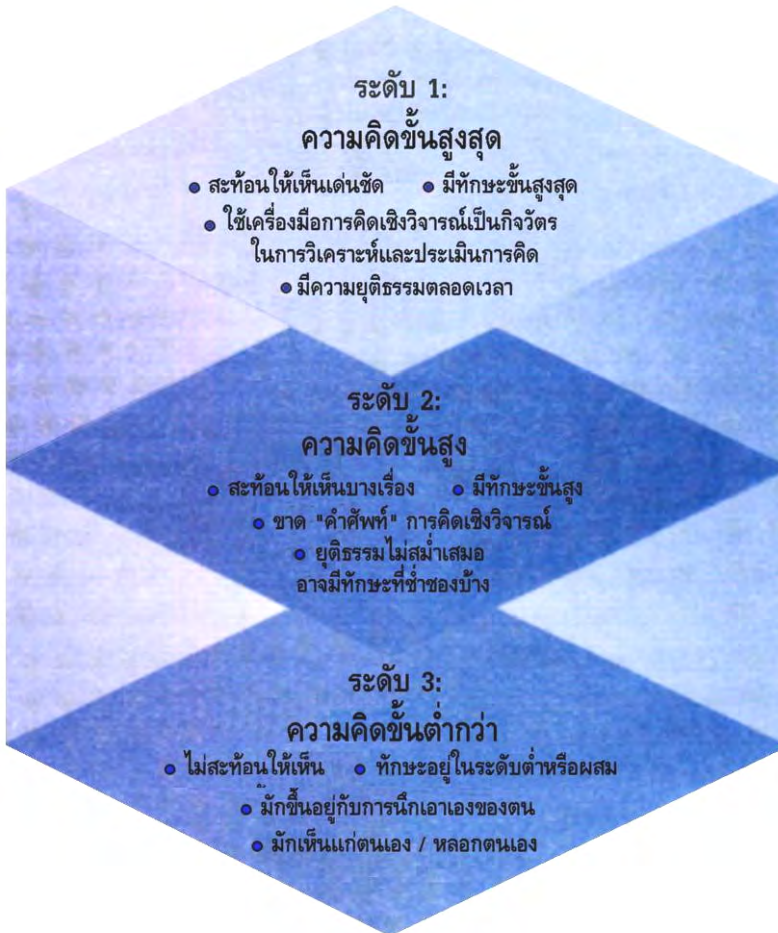 ระดับ 1:
ความคิดขั้นสูงสุด
• สะท้อนให้เห็นเด่นชัด • มีทักษะขั้นสูงสุด
• ใช้เครื่องมือการคิดเชิงวิจารณ์เป็นกิจวัตร
ในการวิเคราะห์และประเมินการคิด
• มีความยุติธรรมตลอดเวลา
ระดับ 2:
ความคิดขั้นสูง
• สะท้อนให้เห็นบางเรื่อง • มีทักษะขั้นสูง
• ขาด "คำศัพท์" การคิดเชิงวิจารณ์
• ยุติธรรมไม่สม่ำเสมอ
อาจมีทักษะที่ช่ำชองบ้าง
ระดับ 3:
ความคิดขั้นต่ำกว่า
• ไม่สะท้อนให้เห็น • ทักษะอยู่ในระดับต่ำหรือผสม
• มักขึ้นอยู่กับการนึกเอาเองของตน
• มักเห็นแก่ตนเอง / หลอกตนเอง